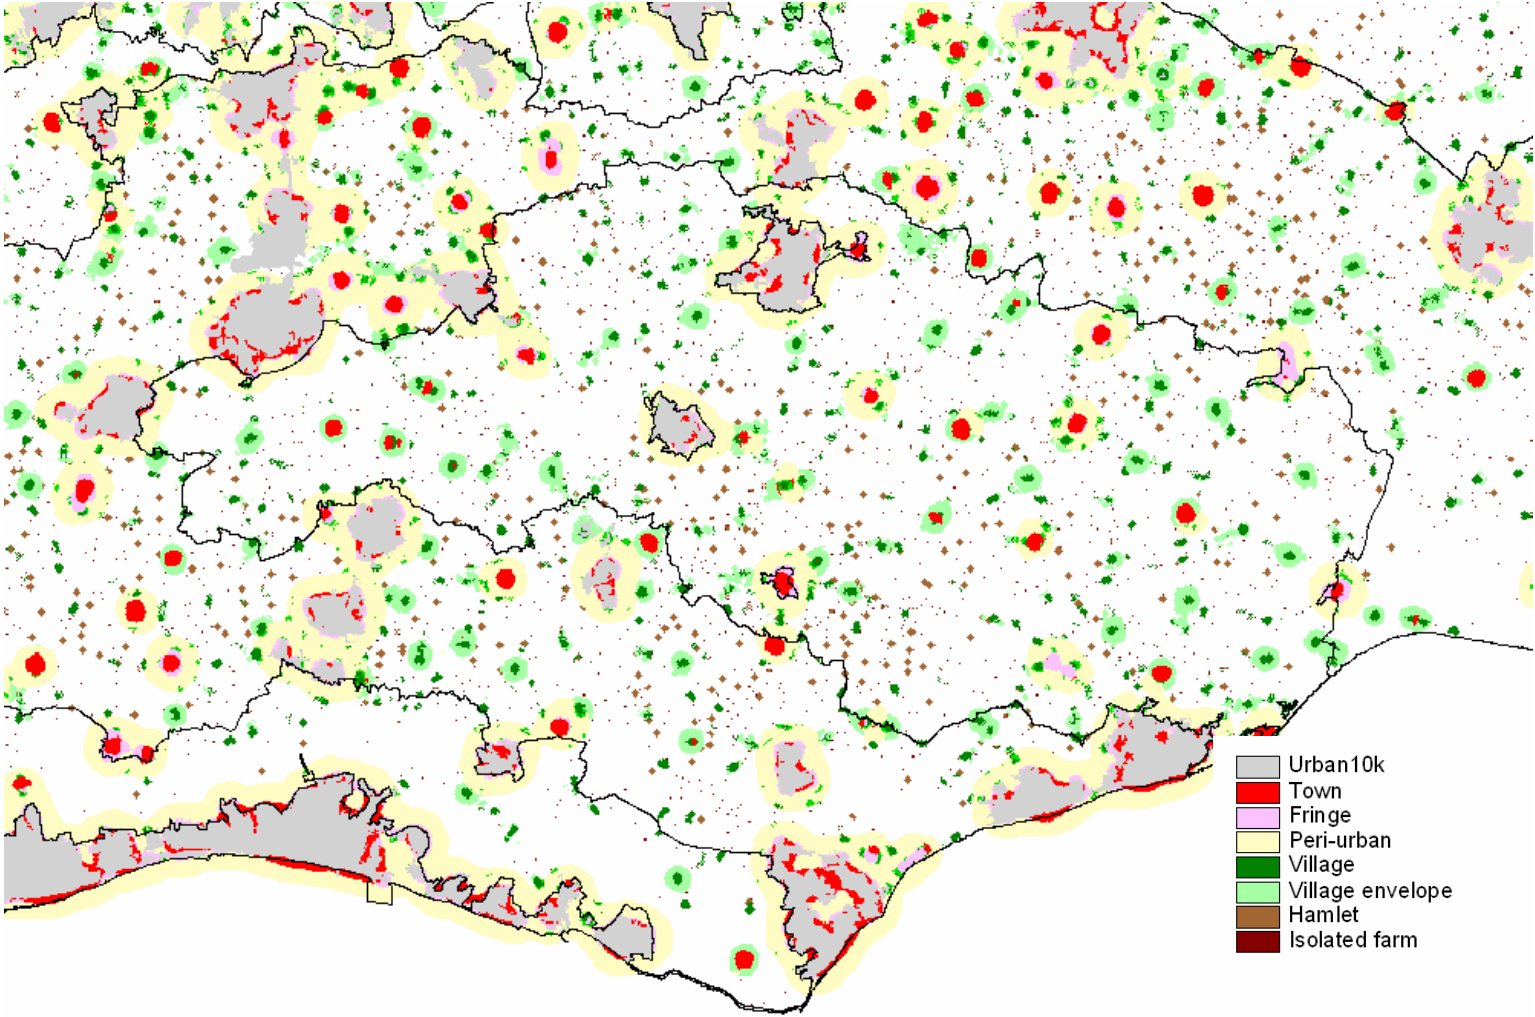 Urban10k
Town
Fringe
Peri-urban
Village
Village envelope
Hamlet
Isolated farm